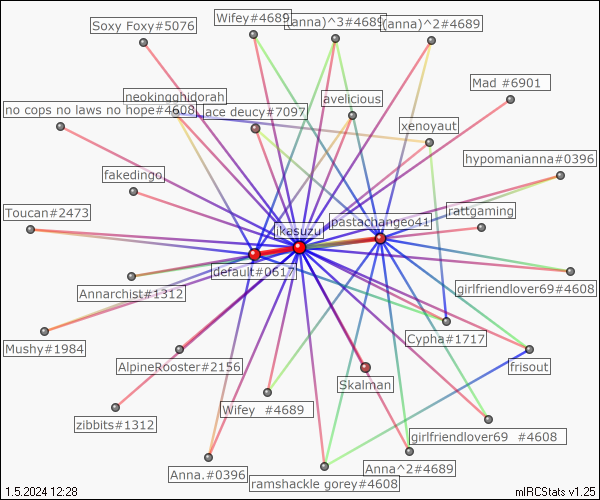 Soxy Foxy#5076
Wifey#4689
(anna)^3#4689
(anna)^2#4689
Mad #6901
neokingghidorah
avelicious
no cops no laws no hope#4608
ace deucy#7097
xenoyaut
hypomanianna#0396
fakedingo
Toucan#2473
rattgaming
pastachangeo41
ikasuzu
default#0617
Annarchist#1312
girlfriendlover69#4608
Cypha#1717
Mushy#1984
AlpineRooster#2156
frisout
Skalman
zibbits#1312
Wifey #4689
girlfriendlover69 #4608
Anna.#0396
Anna^2#4689
ramshackle gorey#4608
1.5.2024 12:28
mIRCStats v1.25